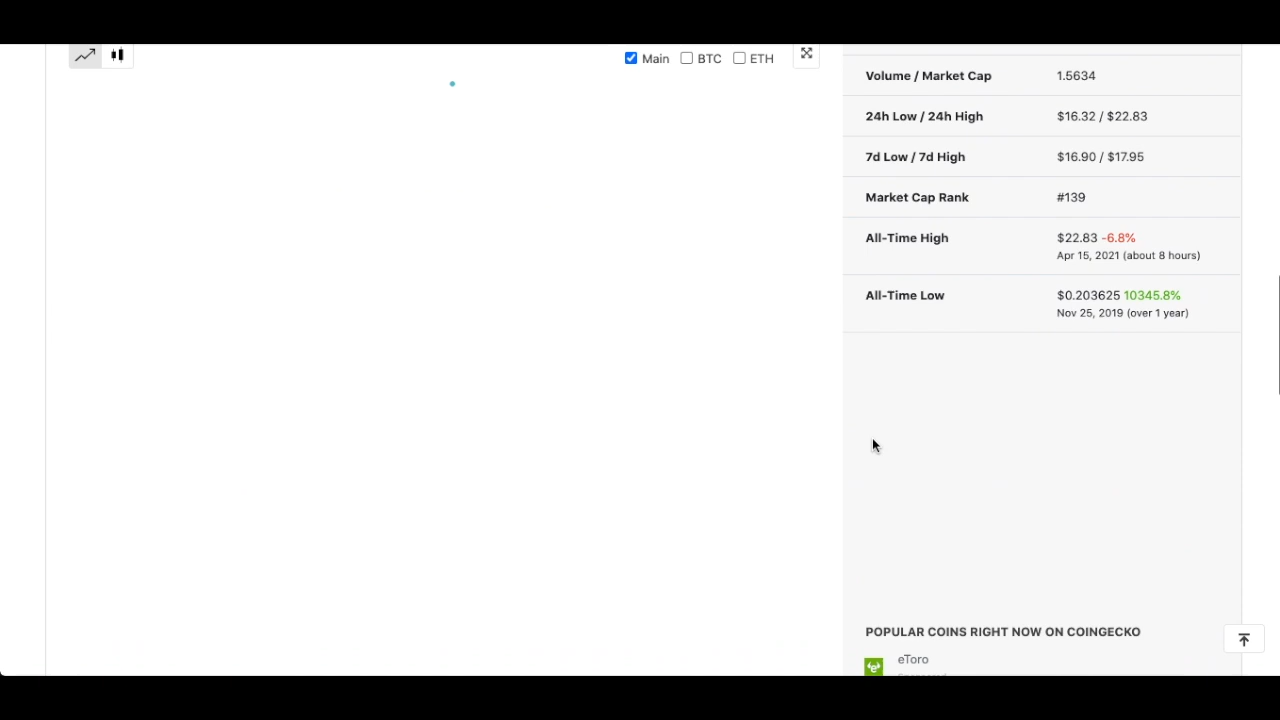 Main BTC ETH
Volume / Market Cap 1.5634
24h Low / 24h High $16.32 / $22.83
7d Low / 7d High $16.90 / $17.95
Market Cap Rank #139
All-Time High $22.83 -6.8%
Apr 15, 2021 (about 8 hours)
All-Time Low $0.203625 10345.8%
Nov 25, 2019 (over 1 year)
POPULAR COINS RIGHT NOW ON COINGECKO
eToro